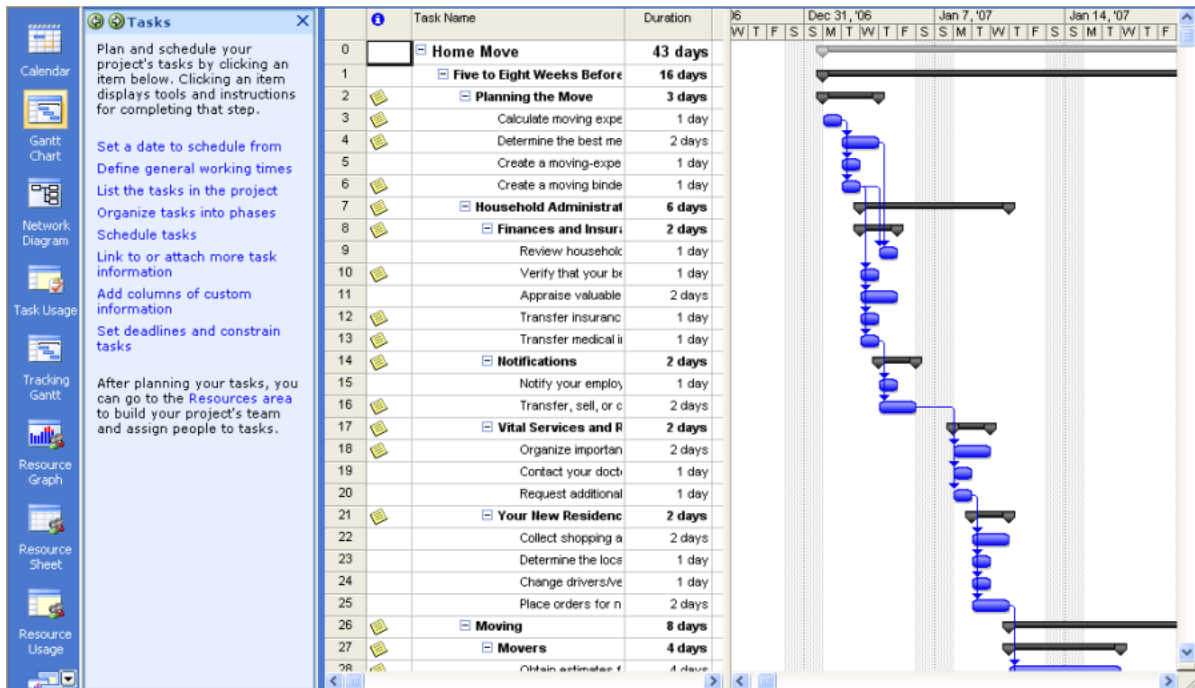 Calendar
Gantt
Chart
Network
Diagram
Task Usage
Tracking
Gantt
Resource
Graph
Resource
Sheet
Resource
Usage
Tasks
Plan and schedule your
project's tasks by clicking an
item below. Clicking an item
displays tools and instructions
for completing that step.
Set a date to schedule from
Define general working times
List the tasks in the project
Organize tasks into phases
Schedule tasks
Link to or attach more task
information
Add columns of custom
information
Set deadlines and constrain
tasks
After planning your tasks, you
can go to the Resources area
to build your project's team
and assign people to tasks.
Task Name Duration
0 Home Move 43 days
1 Five to Eight Weeks Before 16 days
2 Planning the Move 3 days
3 Calculate moving expe 1 day
4 Determine the best me 2 days
5 Create a moving-expe 1 day
6 Create a moving binde 1 day
7 Household Administrat 6 days
8 Finances and Insura 2 days
9 Review household 1 day
10 Verify that your be 1 day
11 Appraise valuable 2 days
12 Transfer insuranc 1 day
13 Transfer medical i 1 day
14 Notifications 2 days
15 Notify your employ 1 day
16 Transfer, sell, or c 2 days
17 Vital Services and R 2 days
18 Organize importan 2 days
19 Contact your docto 1 day
20 Request additional 1 day
21 Your New Residenc 2 days
22 Collect shopping a 2 days
23 Determine the loca 1 day
24 Change drivers/ve 1 day
25 Place orders for n 2 days
26 Moving 8 days
27 Movers 4 days
28 Obtain estimates f 4 days
'06 Dec 31, '06 Jan 7, '07 Jan 14, '07
W T F S S M T W T F S S M T W T F S S M T W T F